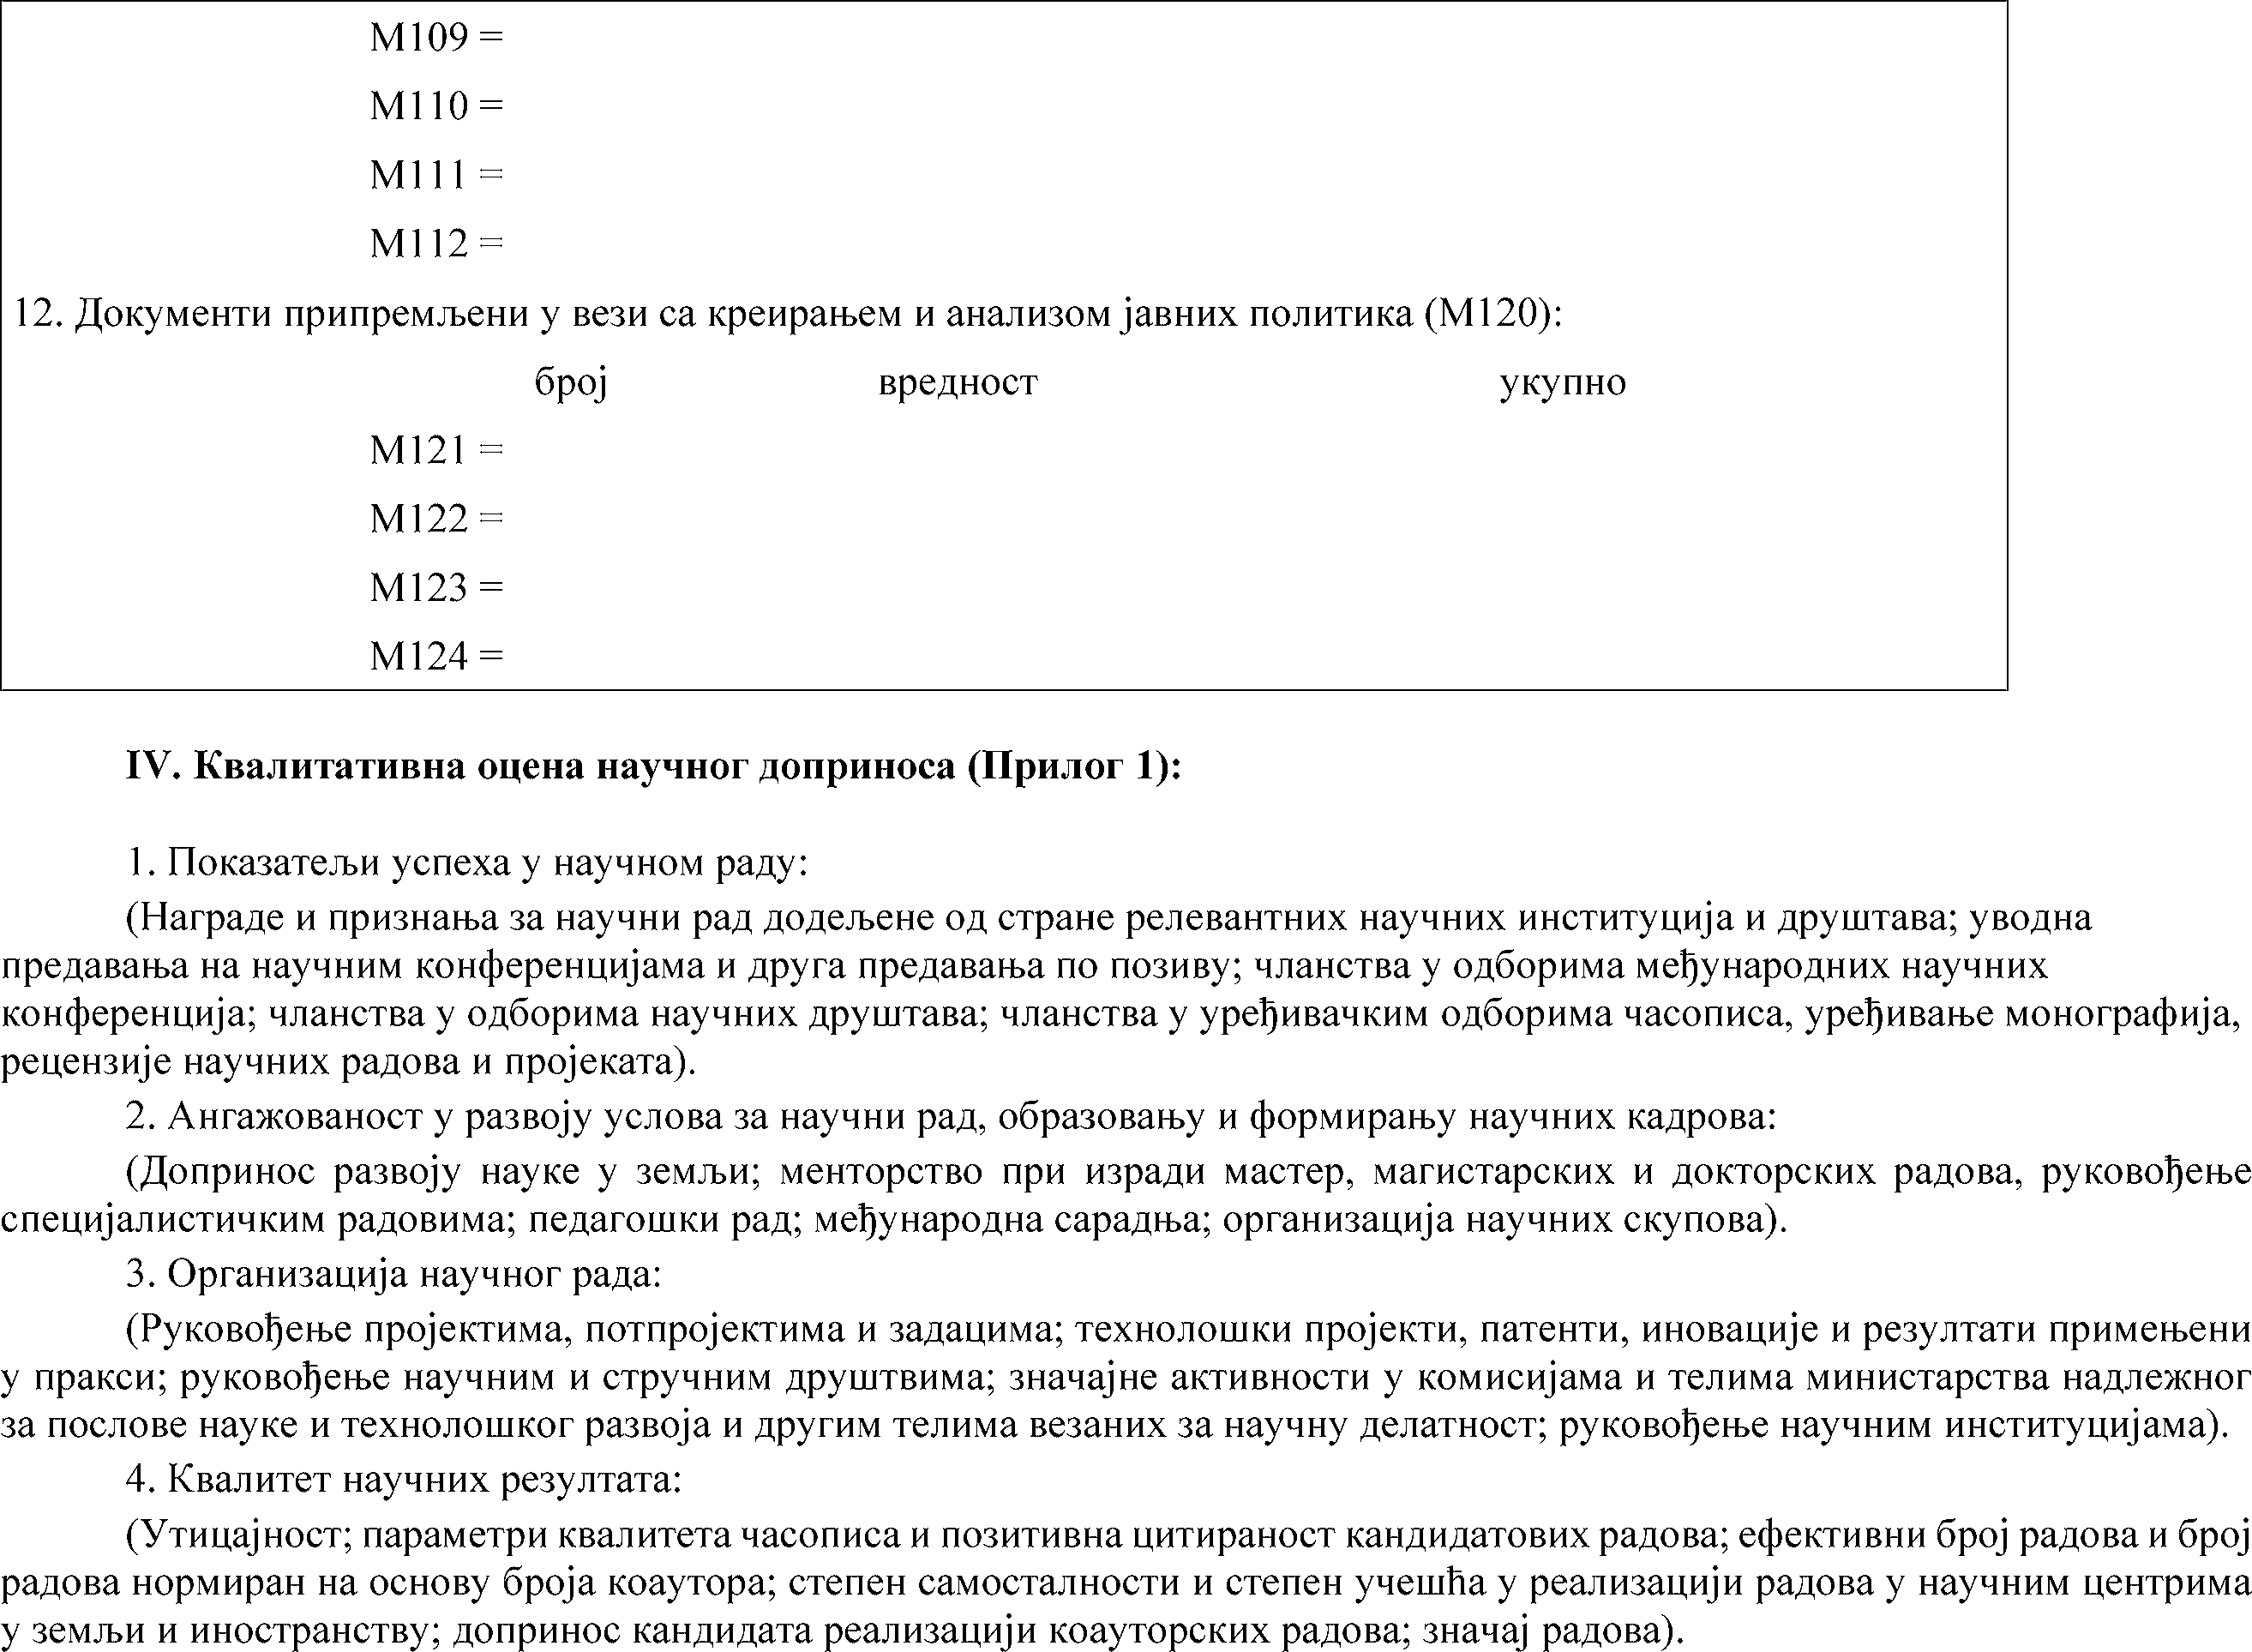 М109 =
М110 =
М111 =
М112 =
12. Документи припремљени у вези са креирањем и анализом јавних политика (М120):
број вредност укупно
М121 =
М122 =
М123 =
М124 =
IV. Квалитативна оцена научног доприноса (Прилог 1):
1. Показатељи успеха у научном раду:
(Награде и признања за научни рад додељене од стране релевантних научних институција и друштава; уводна
предавања на научним конференцијама и друга предавања по позиву; чланства у одборима међународних научних
конференција; чланства у одборима научних друштава; чланства у уређивачким одборима часописа, уређивање монографија,
рецензије научних радова и пројеката).
2. Ангажованост у развоју услова за научни рад, образовању и формирању научних кадрова:
(Допринос развоју науке у земљи; менторство при изради мастер, магистарских и докторских радова, руковођење
специјалистичким радовима; педагошки рад; међународна сарадња; организација научних скупова).
3. Организација научног рада:
(Руковођење пројектима, потпројектима и задацима; технолошки пројекти, патенти, иновације и резултати примењени
у пракси; руковођење научним и стручним друштвима; значајне активности у комисијама и телима министарства надлежног
за послове науке и технолошког развоја и другим телима везаних за научну делатност; руковођење научним институцијама).
4. Квалитет научних резултата:
(Утицајност; параметри квалитета часописа и позитивна цитираност кандидатових радова; ефективни број радова и број
радова нормиран на основу броја коаутора; степен самосталности и степен учешћа у реализацији радова у научним центрима
у земљи и иностранству; допринос кандидата реализацији коауторских радова; значај радова).